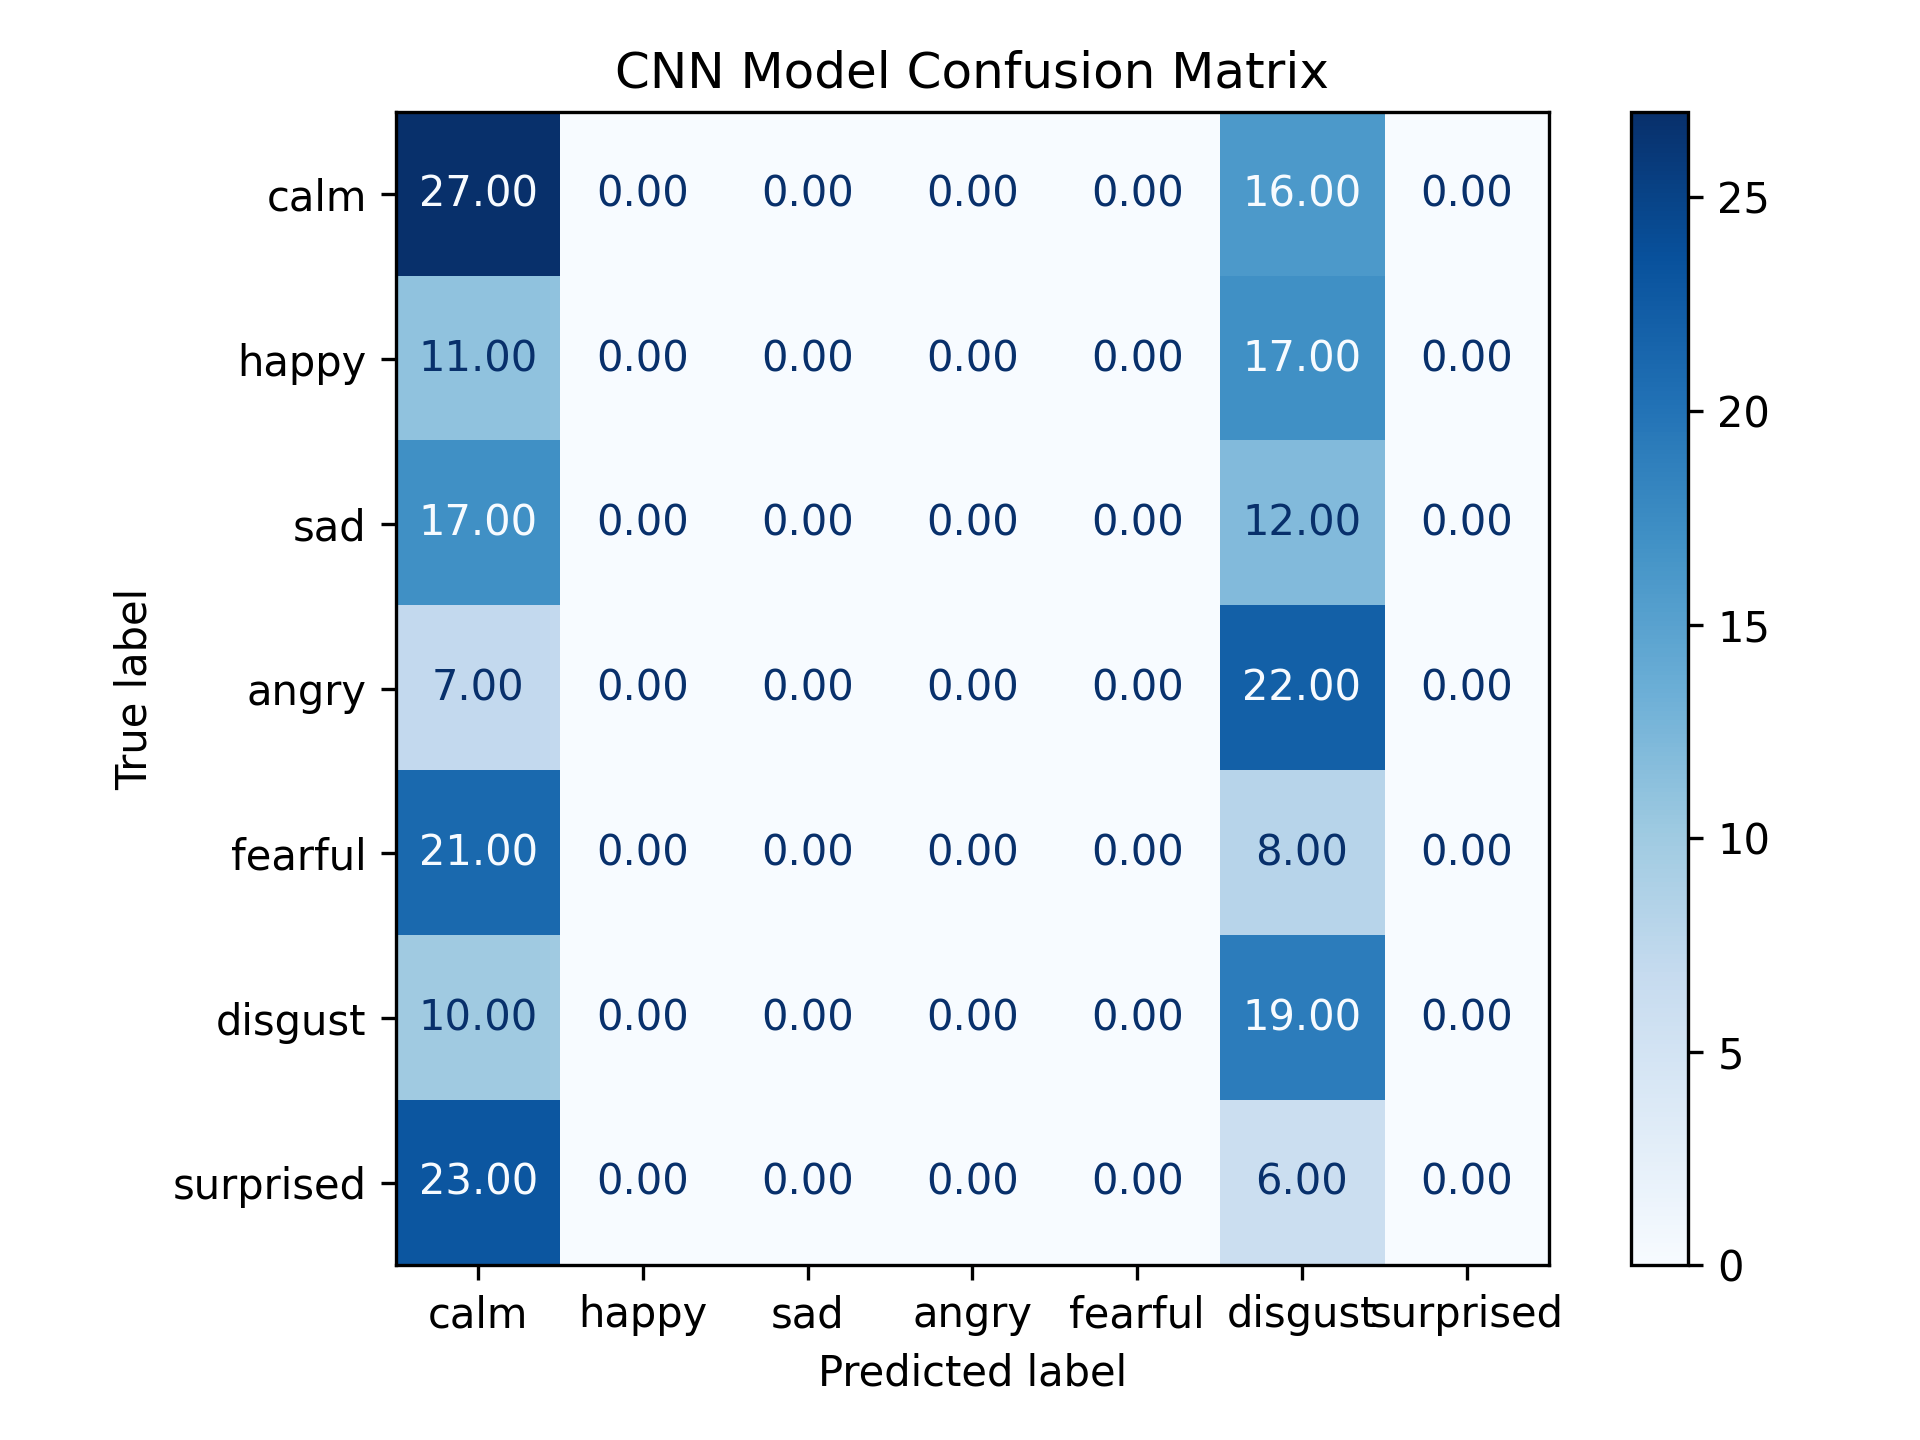 CNN Model Confusion Matrix
calm 27.00 0.00 0.00 0.00 0.00 16.00 0.00
happy 11.00 0.00 0.00 0.00 0.00 17.00 0.00
sad 17.00 0.00 0.00 0.00 0.00 12.00 0.00
angry 7.00 0.00 0.00 0.00 0.00 22.00 0.00
fearful 21.00 0.00 0.00 0.00 0.00 8.00 0.00
disgust 10.00 0.00 0.00 0.00 0.00 19.00 0.00
surprised 23.00 0.00 0.00 0.00 0.00 6.00 0.00
calm happy sad angry fearful disgust surprised
Predicted label
True label
25
20
15
10
5
0